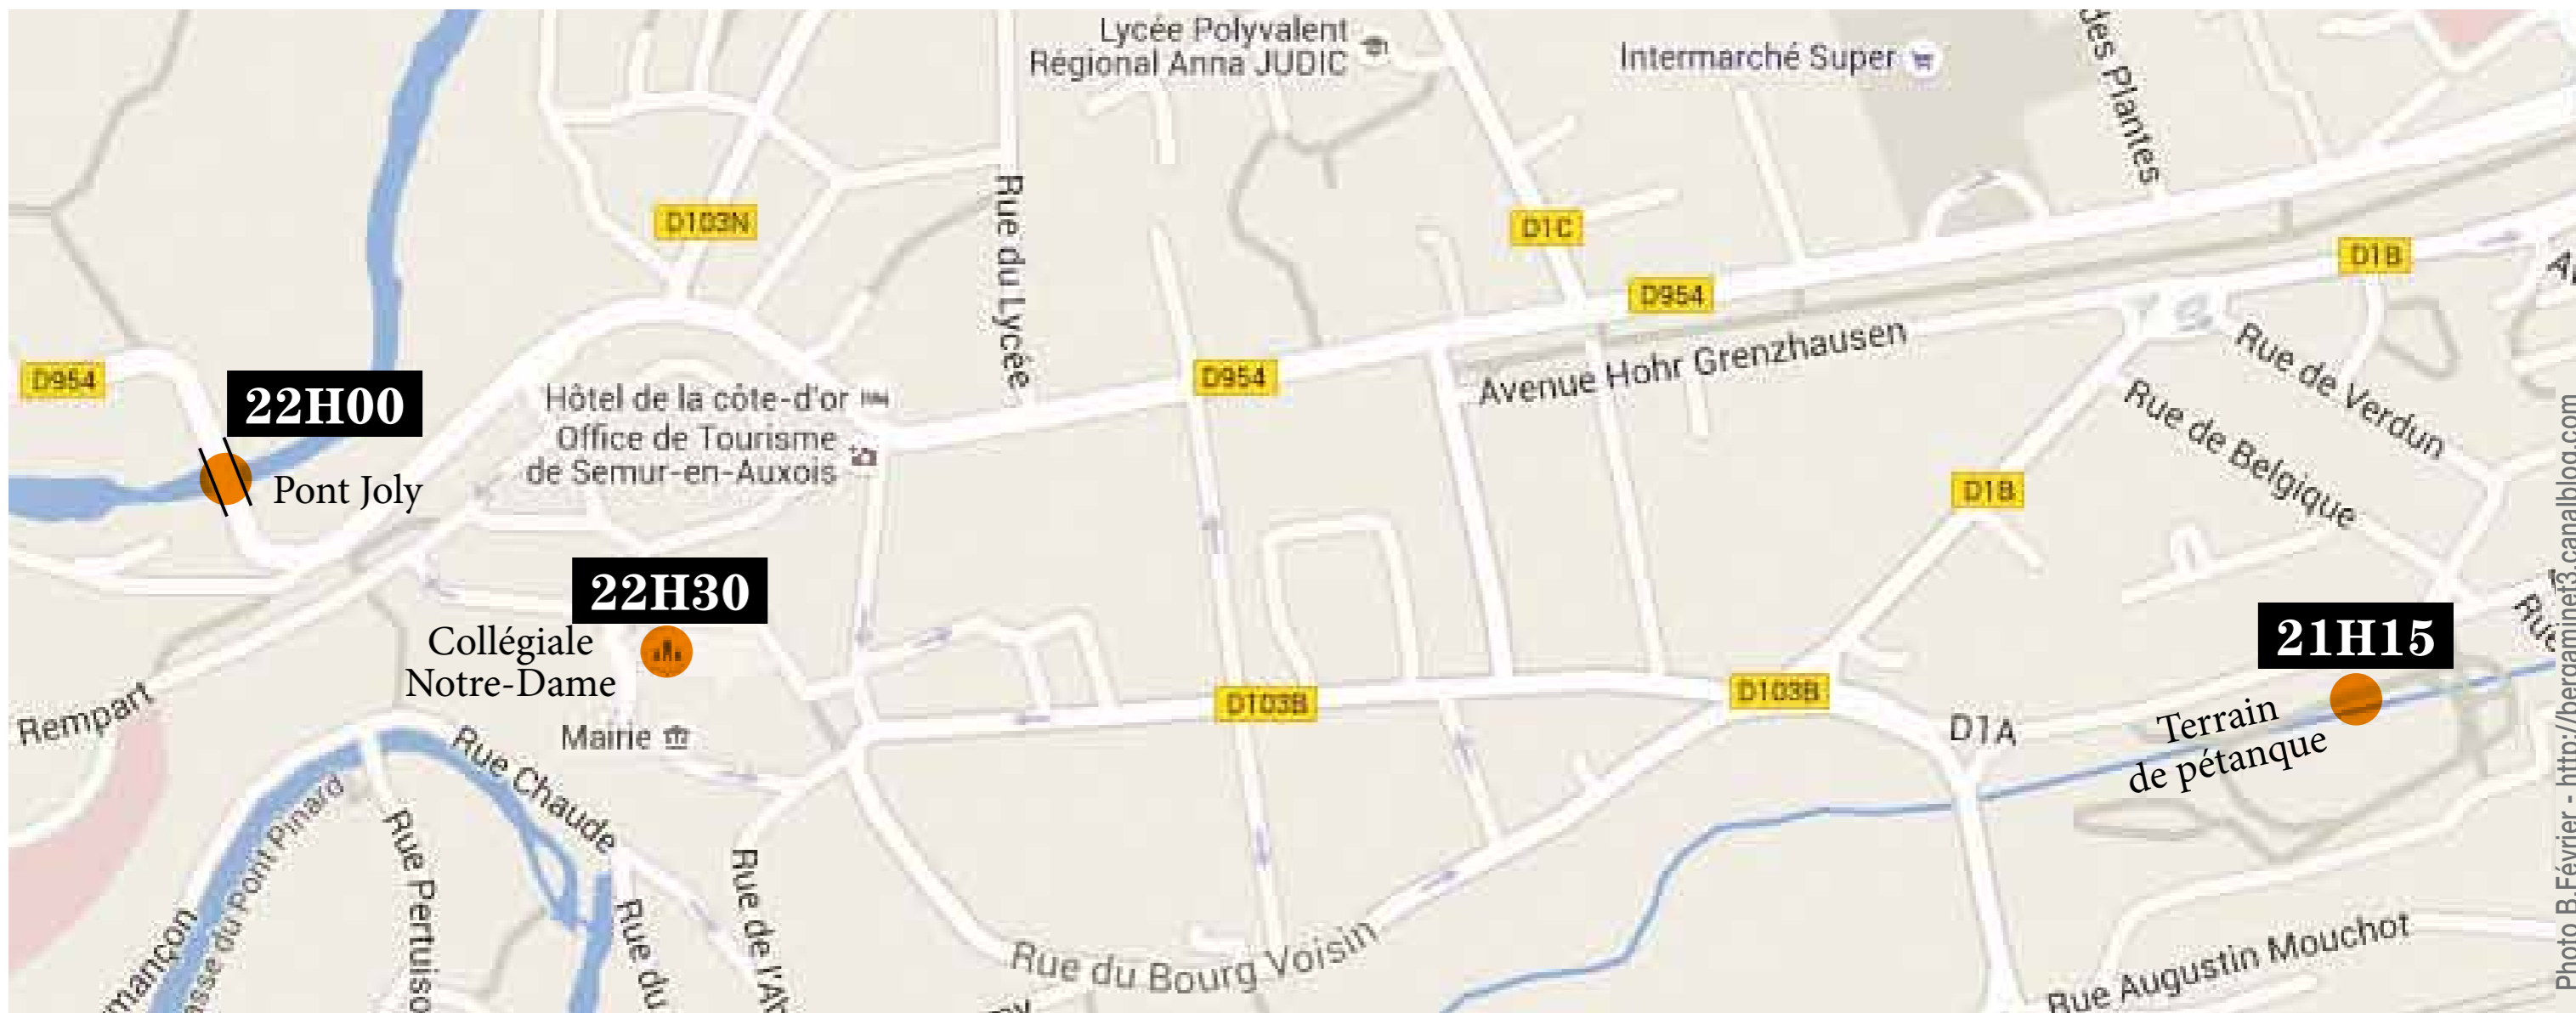 Lycée Polyvalent
Régional Anna JUDIC
Intermarché Super
des Plantes
D103N
Rue du Lycée
D1C
D954
D1B
D954
22H00
Pont Joly
Hôtel de la côte-d'or
Office de Tourisme
de Semur-en-Auxois
D954
Avenue Hohr Grenzhausen
Rue de Verdun
Rue de Belgique
D1B
22H30
Collégiale
Notre-Dame
Mairie
21H15
Terrain
de pétanque
Rempart
D103B
D103B
D1A
Rue Chaude
Rue Pertuiso
Rue du
Rue de l'A
mançon
asse du Pont Pinard
Rue du Bourg Voisin
Rue Augustin Mouchot
Rue
Photo B.Février - http://bergaminet3.canalblog.com